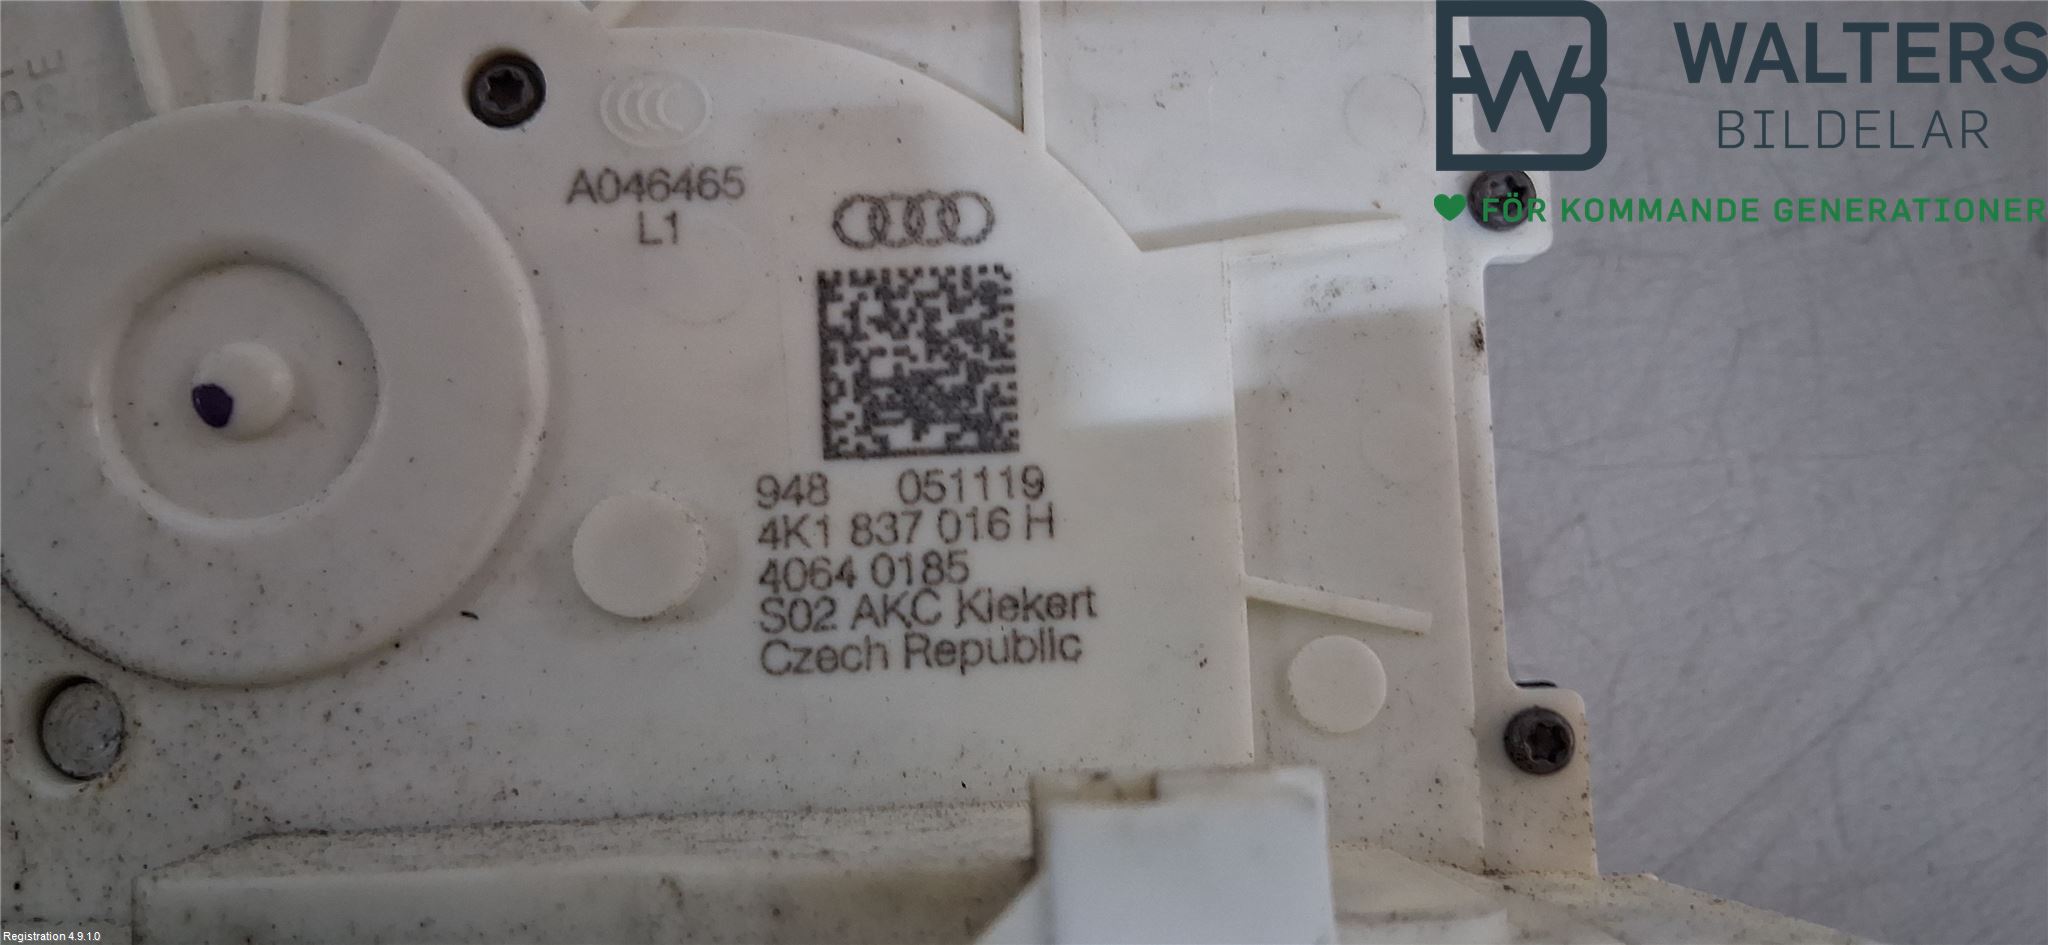 WALTERS
BILDELAR
FÖR KOMMANDE GENERATIONER
A046465
L1
948 051119
4K1 837 016 H
4064 0185
S02 AKC Kiekert
Czech Republic
Registration 4.9.1.0